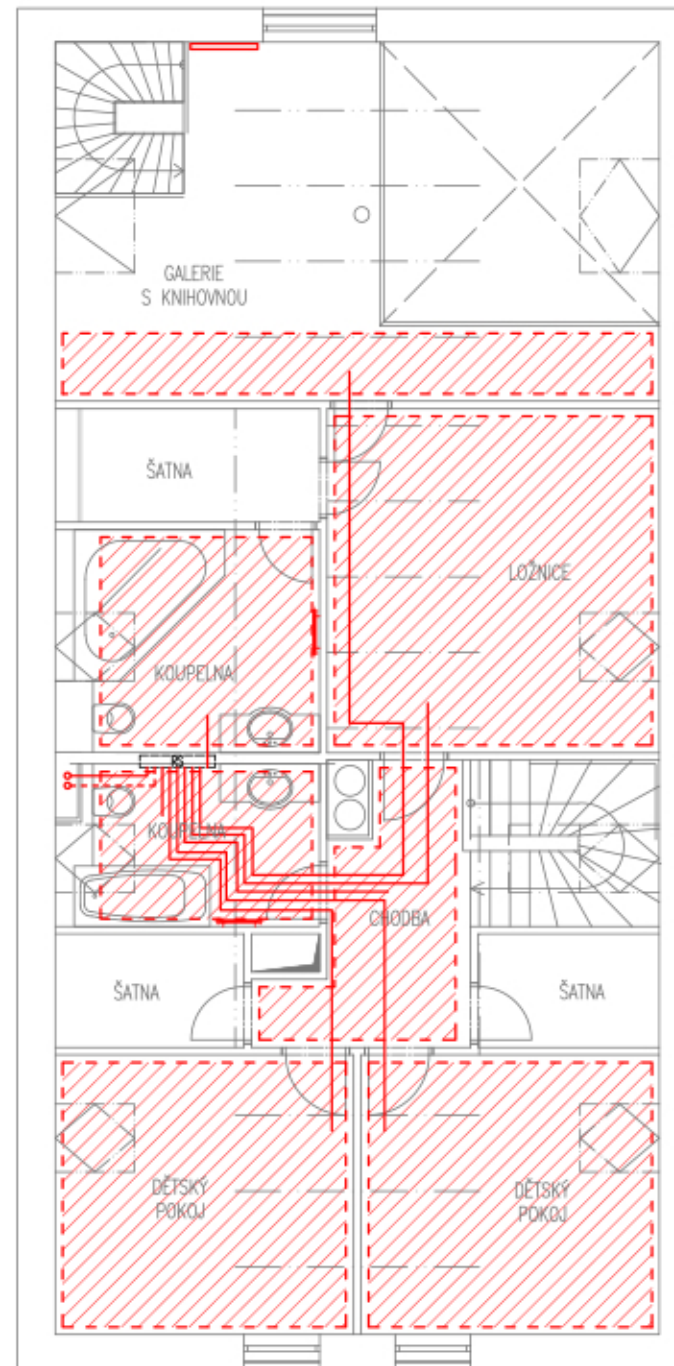 GALERIE
S KNIHOVNOU
ŠATNA
LOŽNICE
KOUPELNA
KOUPELNA
CHODBA
ŠATNA
ŠATNA
DĚTSKÝ
POKOJ
DĚTSKÝ
POKOJ